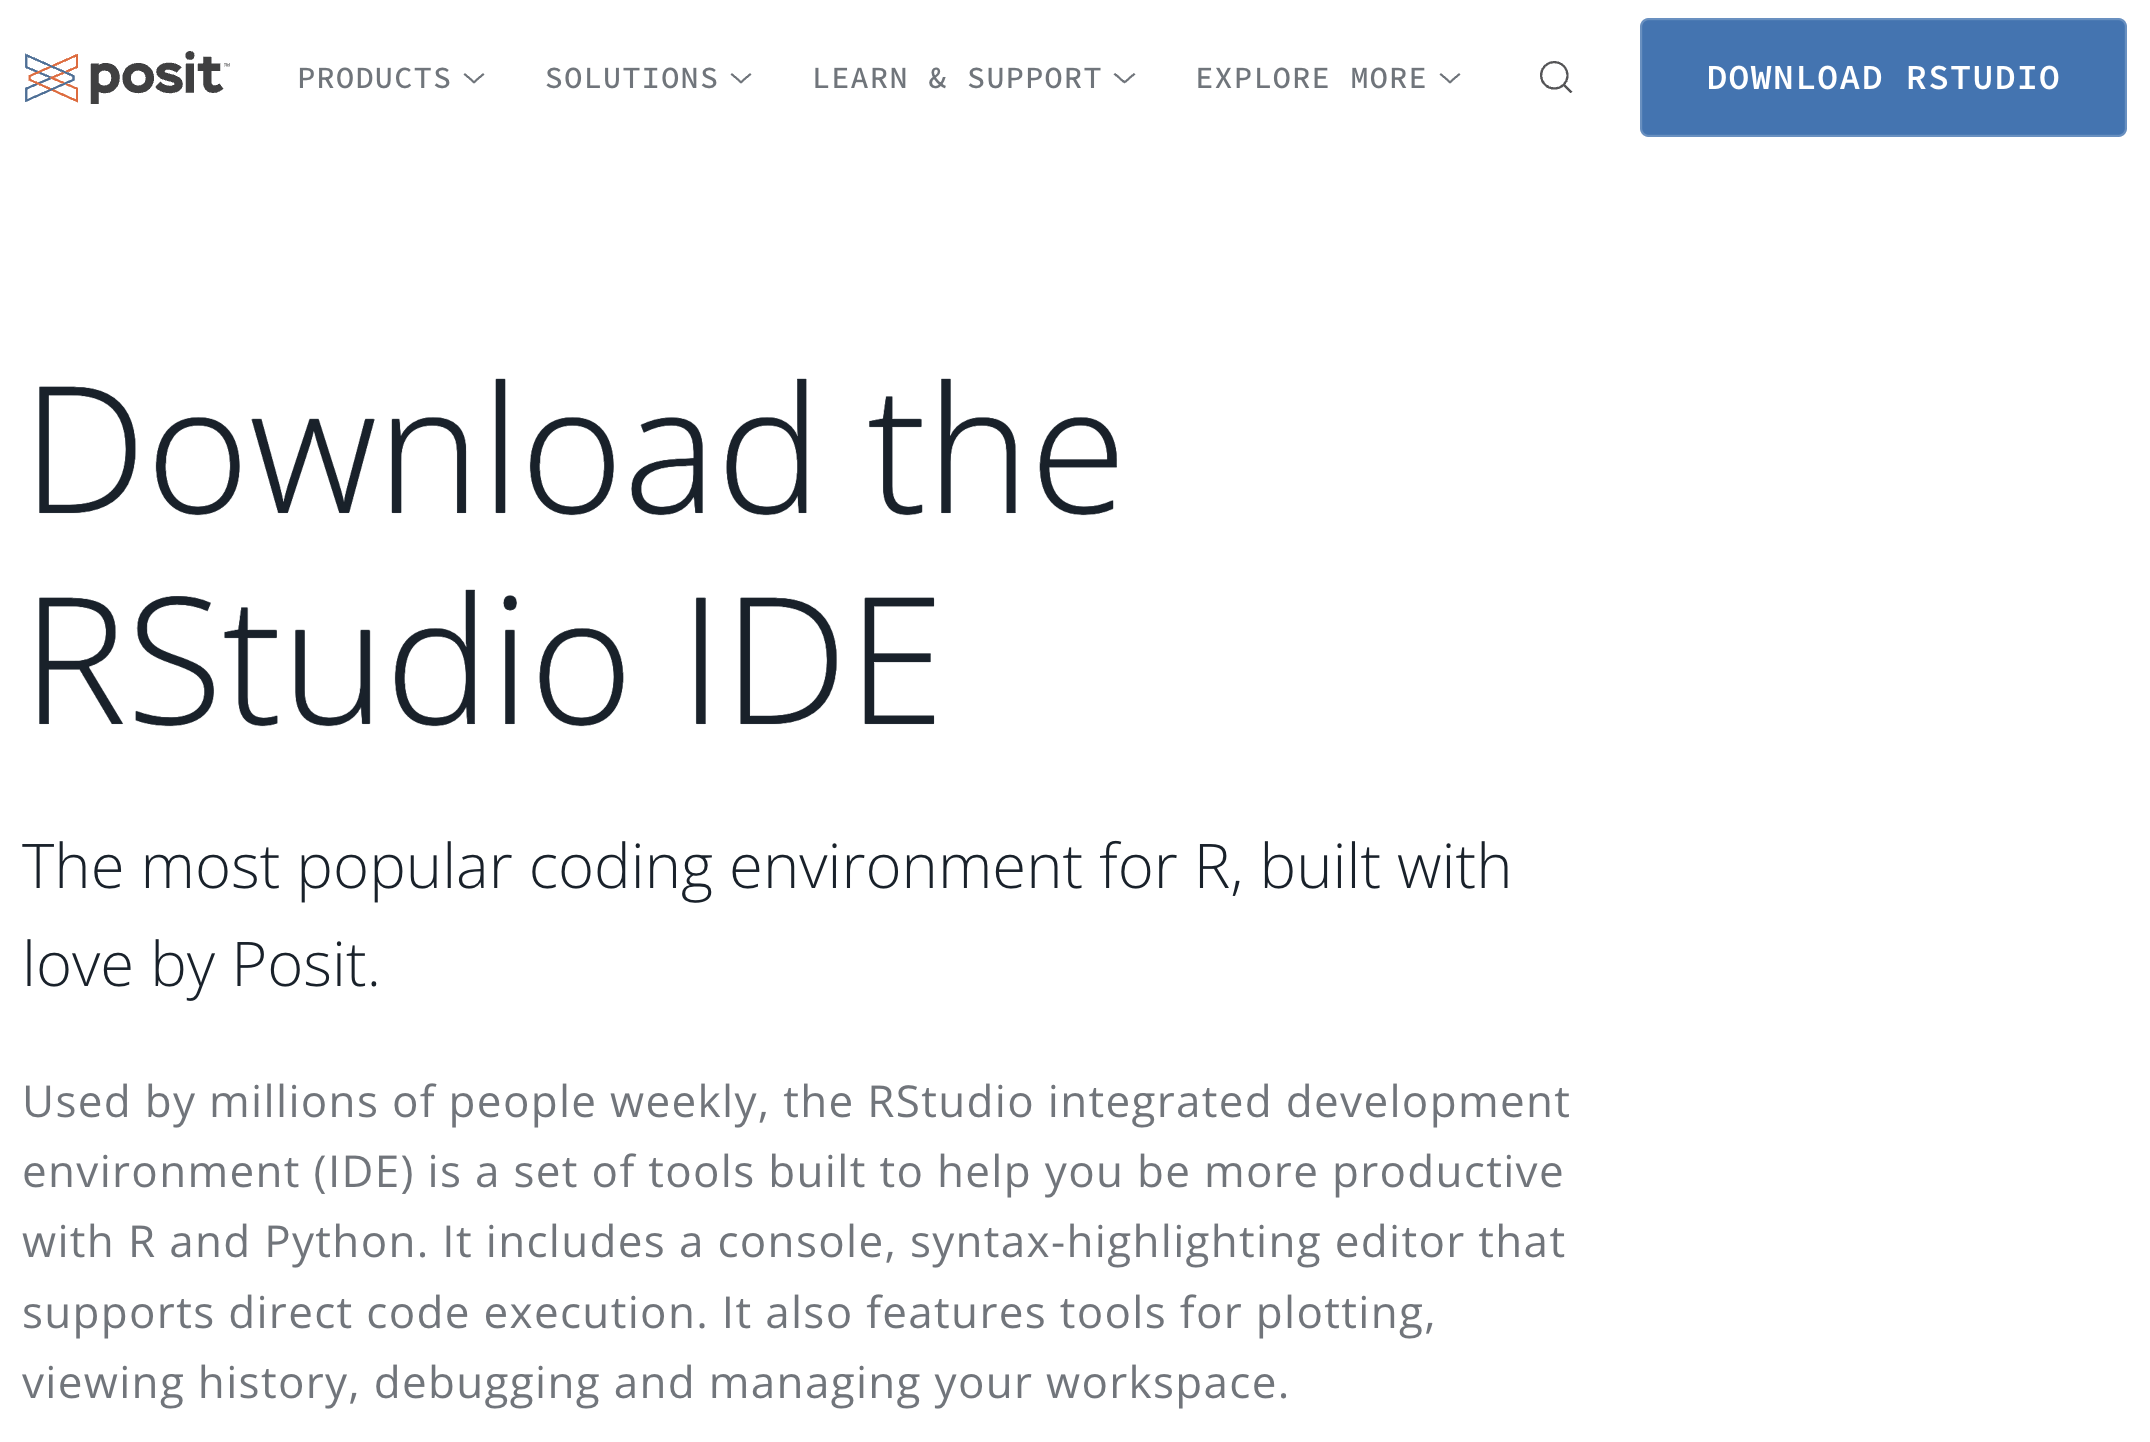 posit™ PRODUCTS SOLUTIONS LEARN & SUPPORT EXPLORE MORE DOWNLOAD RSTUDIO
Download the
RStudio IDE
The most popular coding environment for R, built with
love by Posit.
Used by millions of people weekly, the RStudio integrated development
environment (IDE) is a set of tools built to help you be more productive
with R and Python. It includes a console, syntax-highlighting editor that
supports direct code execution. It also features tools for plotting,
viewing history, debugging and managing your workspace.